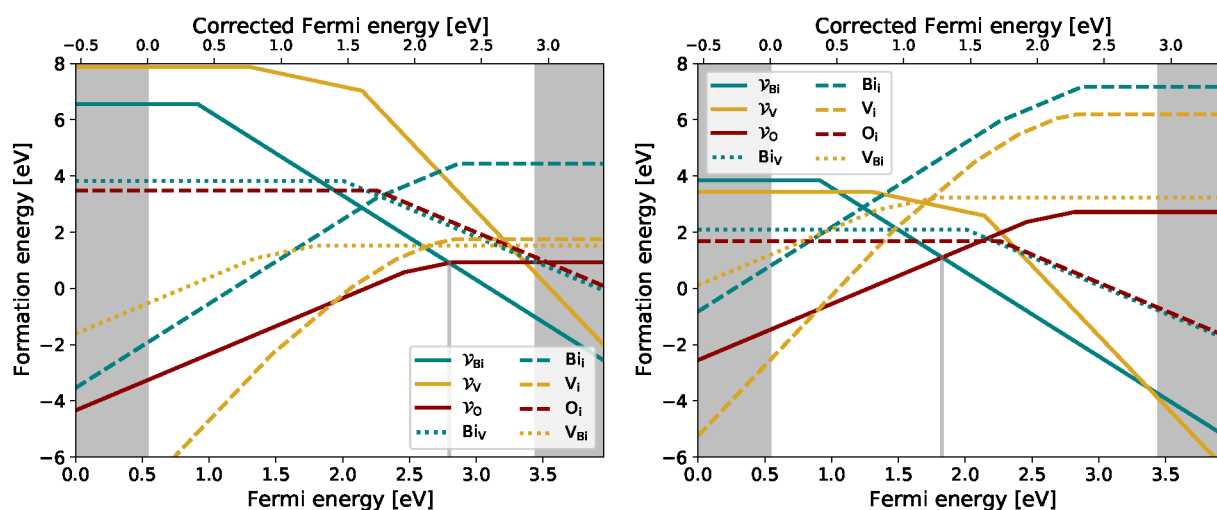 Corrected Fermi energy [eV]
−0.5 0.0 0.5 1.0 1.5 2.0 2.5 3.0
8
6
4
2
0
−2
−4
−6
Formation energy [eV]
𝒱Bi Bii
𝒱V Vi
𝒱O Oi
BiV VBi
0.0 0.5 1.0 1.5 2.0 2.5 3.0 3.5
Fermi energy [eV]
Corrected Fermi energy [eV]
−0.5 0.0 0.5 1.0 1.5 2.0 2.5 3.0
8
6
4
2
0
−2
−4
−6
Formation energy [eV]
𝒱Bi Bii
𝒱V Vi
𝒱O Oi
BiV VBi
0.0 0.5 1.0 1.5 2.0 2.5 3.0 3.5
Fermi energy [eV]